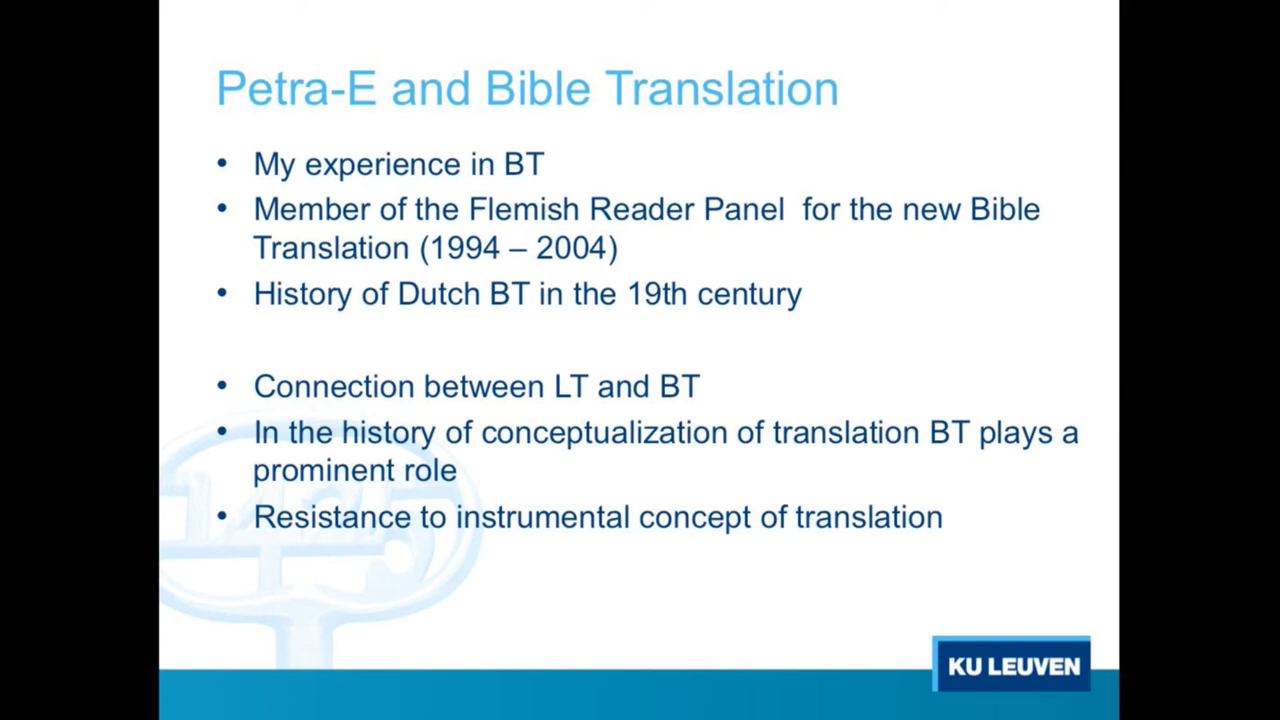 Petra-E and Bible Translation
• My experience in BT
• Member of the Flemish Reader Panel for the new Bible
Translation (1994 – 2004)
• History of Dutch BT in the 19th century
• Connection between LT and BT
• In the history of conceptualization of translation BT plays a
prominent role
• Resistance to instrumental concept of translation
1425
KU LEUVEN